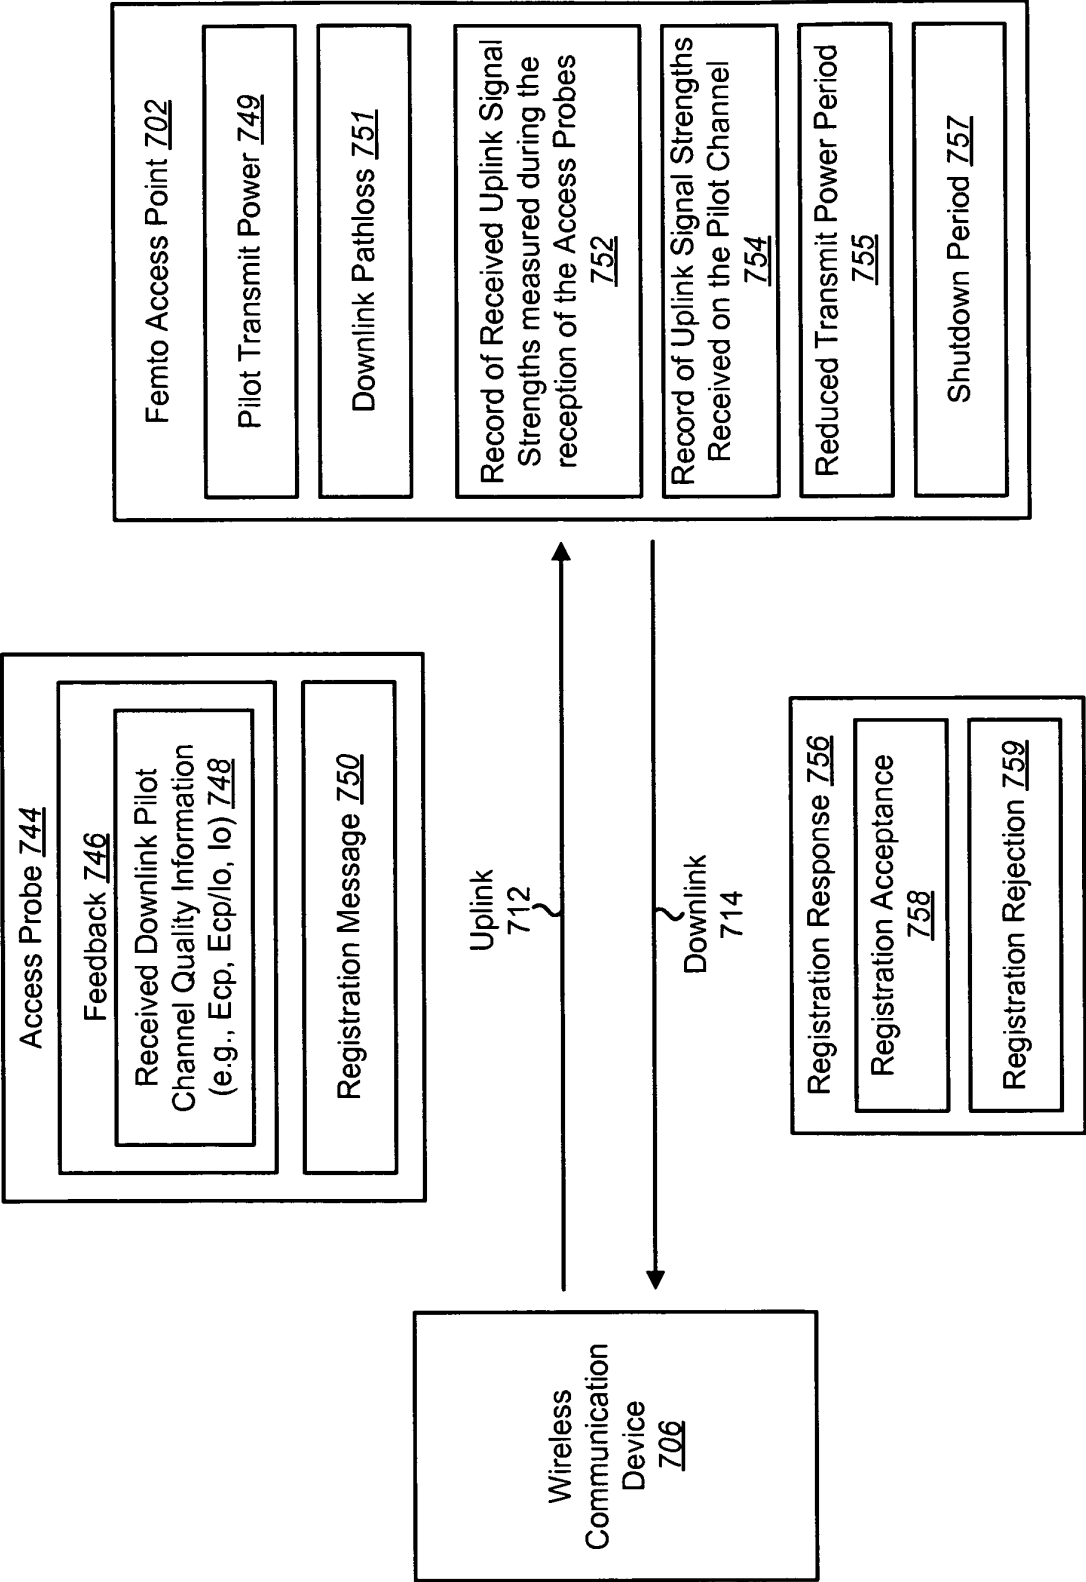 Access Probe 744
Feedback 746
Received Downlink Pilot
Channel Quality Information
(e.g., Ecp, Ecp/Io, Io) 748
Registration Message 750
Wireless
Communication
Device
706
Uplink
712
Downlink
714
Registration Response 756
Registration Acceptance
758
Registration Rejection 759
Femto Access Point 702
Pilot Transmit Power 749
Downlink Pathloss 751
Record of Received Uplink Signal
Strengths measured during the
reception of the Access Probes
752
Record of Uplink Signal Strengths
Received on the Pilot Channel
754
Reduced Transmit Power Period
755
Shutdown Period 757